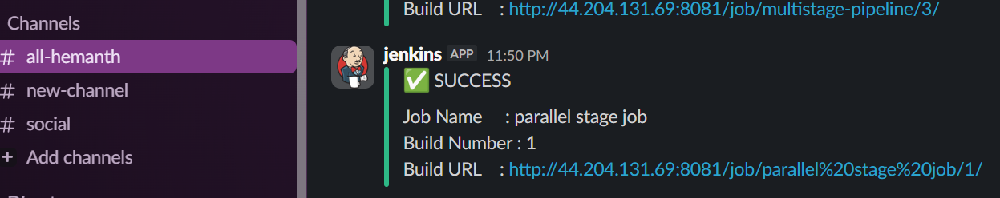 Channels
# all-hemanth
# new-channel
# social
+ Add channels
Build URL : http://44.204.131.69:8081/job/multistage-pipeline/3/
jenkins APP 11:50 PM
✅ SUCCESS
Job Name : parallel stage job
Build Number : 1
Build URL : http://44.204.131.69:8081/job/parallel%20stage%20job/1/